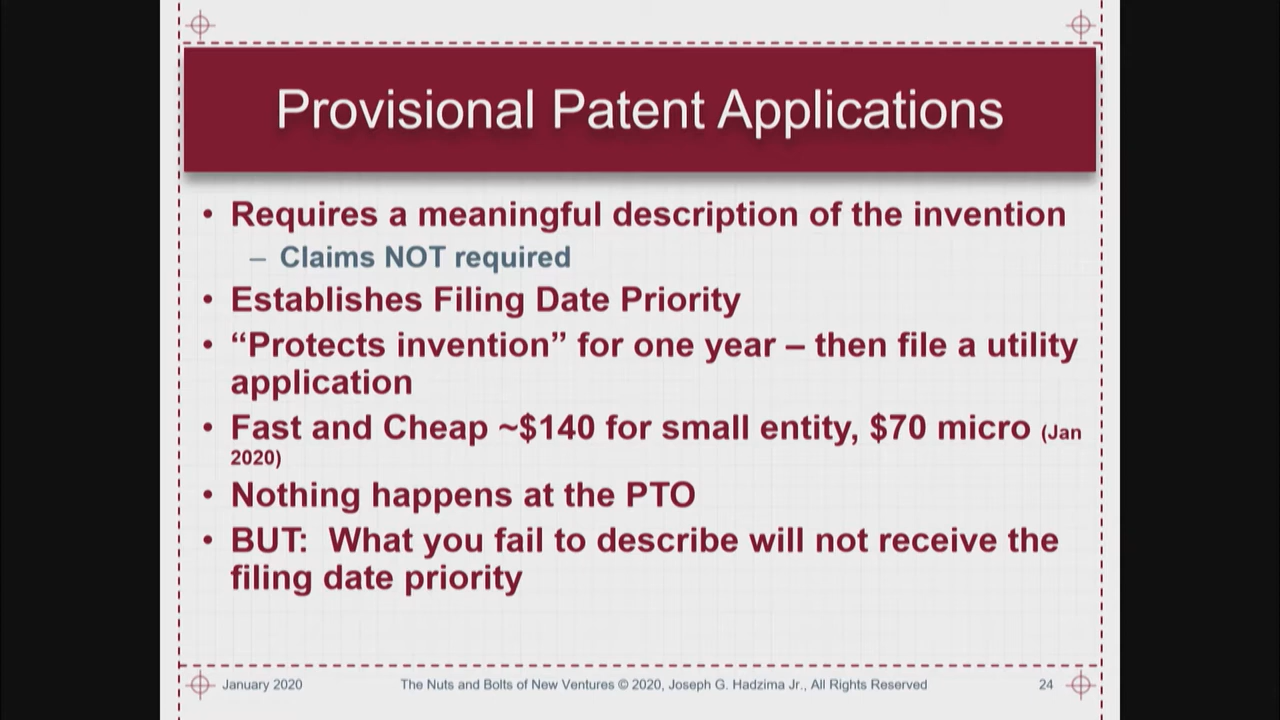 Provisional Patent Applications
• Requires a meaningful description of the invention
– Claims NOT required
• Establishes Filing Date Priority
• “Protects invention” for one year – then file a utility
application
• Fast and Cheap ~$140 for small entity, $70 micro (Jan
2020)
• Nothing happens at the PTO
• BUT:  What you fail to describe will not receive the
filing date priority
January 2020
The Nuts and Bolts of New Ventures © 2020, Joseph G. Hadzima Jr., All Rights Reserved
24